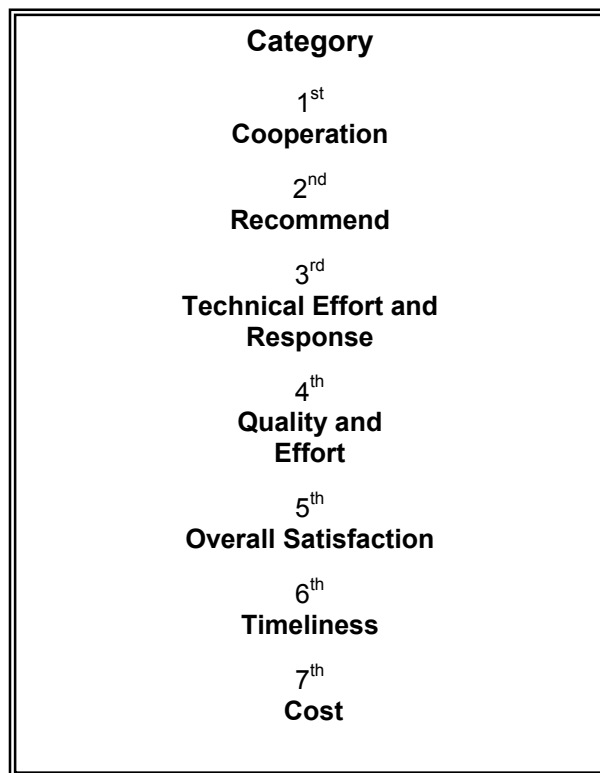 Category
1st
Cooperation
2nd
Recommend
3rd
Technical Effort and
Response
4th
Quality and
Effort
5th
Overall Satisfaction
6th
Timeliness
7th
Cost